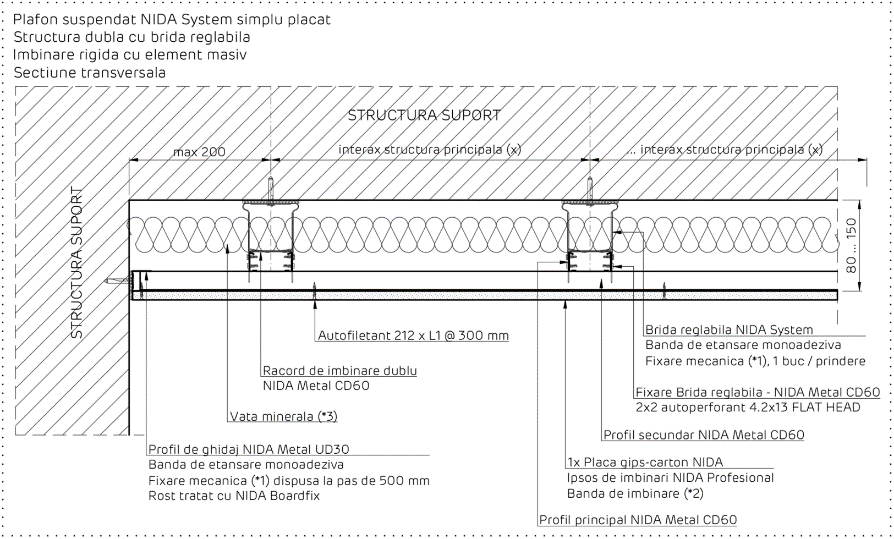 Plafon suspendat NIDA System simplu placat
Structura dubla cu brida reglabila
Imbinare rigida cu element masiv
Sectiune transversala
STRUCTURA SUPORT
max 200
interax structura principala (x)
... interax structura principala (x)
STRUCTURA SUPORT
80 ... 150
Autofiletant 212 x L1 @ 300 mm
Brida reglabila NIDA System
Banda de etansare monoadeziva
Fixare mecanica (*1), 1 buc / prindere
Racord de imbinare dublu
NIDA Metal CD60
Fixare Brida reglabila - NIDA Metal CD60
2x2 autoperforant 4.2x13 FLAT HEAD
Vata minerala (*3)
Profil secundar NIDA Metal CD60
Profil de ghidaj NIDA Metal UD30
Banda de etansare monoadeziva
Fixare mecanica (*1) dispusa la pas de 500 mm
Rost tratat cu NIDA Boardfix
1x Placa gips-carton NIDA
Ipsos de imbinari NIDA Profesional
Banda de imbinare (*2)
Profil principal NIDA Metal CD60